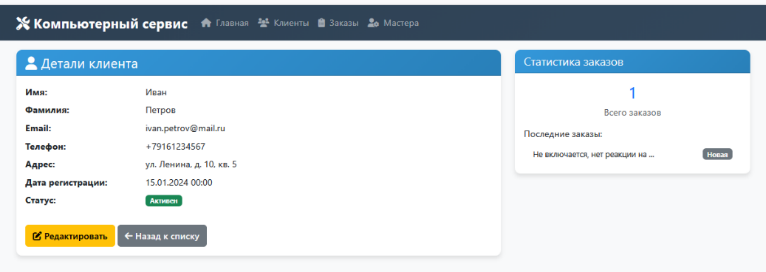 Компьютерный сервис Главная Клиенты Заказы Мастера
Детали клиента
Имя: Иван
Фамилия: Петров
Email: ivan.petrov@mail.ru
Телефон: +79161234567
Адрес: ул. Ленина, д. 10, кв. 5
Дата регистрации: 15.01.2024 00:00
Статус: Активен
Редактировать ← Назад к списку
Статистика заказов
1
Всего заказов
Последние заказы:
Не включается, нет реакции на ... Новая